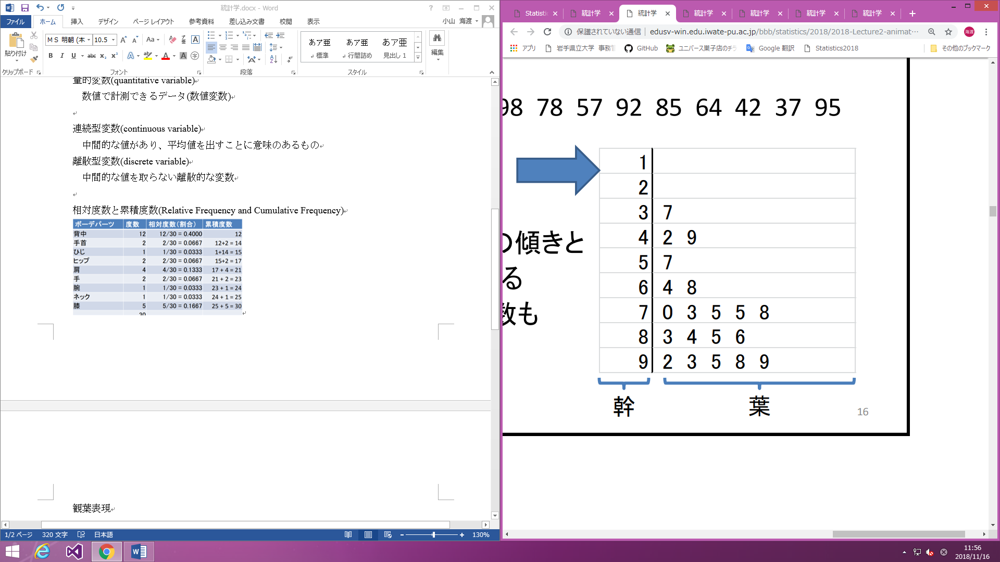 統計学.docx - Word
ファイル ホーム 挿入 デザイン ページ レイアウト 参考資料 差し込み文書 校閲 表示 小山 海渡
貼り付け
ＭＳ 明朝 (本 10.5
クリップボード フォント 段落 スタイル 編集
あア亜 標準
あア亜 行間詰め
あア亜 見出し 1
量的変数(quantitative variable)
数値で計測できるデータ(数値変数)
連続型変数(continuous variable)
中間的な値があり、平均値を出すことに意味のあるもの
離散型変数(discrete variable)
中間的な値を取らない離散的な変数
相対度数と累積度数(Relative Frequency and Cumulative Frequency)
ボーデパーツ 度数 相対度数（割合） 累積度数
背中 12 12/30 = 0.4000 12
手首 2 2/30 = 0.0667 12+2 = 14
ひじ 1 1/30 = 0.0333 1+14 = 15
ヒップ 2 2/30 = 0.0667 15+2 = 17
肩 4 4/30 = 0.1333 17 + 4 = 21
手 2 2/30 = 0.0667 21 + 2 = 23
腕 1 1/30 = 0.0333 23 + 1 = 24
ネック 1 1/30 = 0.0333 24 + 1 = 25
膝 5 5/30 = 0.1667 25 + 5 = 30
30
観葉表現
1/2 ページ 320 文字 日本語 130%
Statistic 統計学 統計学 統計学 統計学 統計学 統計学
保護されていない通信 | edusv-win.edu.iwate-pu.ac.jp/bbb/statistics/2018/2018-Lecture2-animat…
海渡
アプリ 岩手県立大学 事務 GitHub ユニバース巣子店のチラ Google 翻訳 Statistics2018 その他のブックマーク
98 78 57 92 85 64 42 37 95
の傾きと
る
数も
1
2
3 7
4 2 9
5 7
6 4 8
7 0 3 5 5 8
8 3 4 5 6
9 2 3 5 8 9
幹 葉
16
11:56
2018/11/16